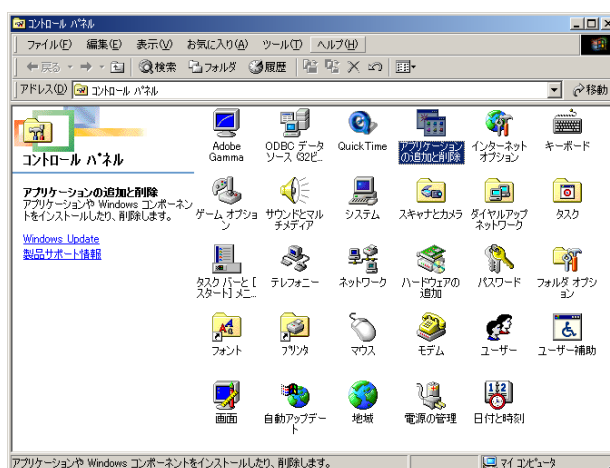 コントロール パネル
ファイル(F) 編集(E) 表示(V) お気に入り(A) ツール(T) ヘルプ(H)
戻る 検索 フォルダ 履歴
アドレス(D) コントロール パネル 移動
コントロール パネル
アプリケーションの追加と削除
アプリケーションや Windows コンポーネン
トをインストールしたり、削除します。
Windows Update
製品サポート情報
Adobe
Gamma
ODBC データ
ソース (32ビ...
QuickTime
アプリケーション
の追加と削除
インターネット
オプション
キーボード
ゲーム オプショ
ン
サウンドとマル
チメディア
システム
スキャナとカメラ
ダイヤルアップ
ネットワーク
タスク
タスク バーと [
スタート] メニ...
テレフォニー
ネットワーク
ハードウェアの
追加
パスワード
フォルダ オプシ
ョン
フォント
プリンタ
マウス
モデム
ユーザー
ユーザー補助
画面
自動アップデー
ト
地域
電源の管理
日付と時刻
アプリケーションや Windows コンポーネントをインストールしたり、削除します。
マイ コンピュータ